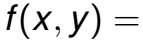 f(x, y) =